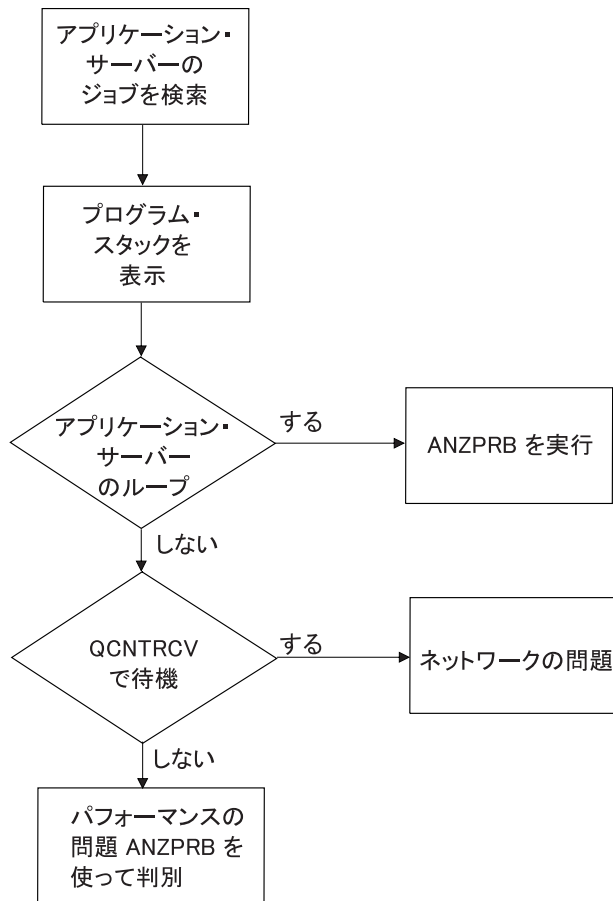 アプリケーション・
サーバーの
ジョブを検索
プログラム・
スタックを
表示
アプリケーション・
サーバー
のループ
する
ANZPRB を実行
しない
QCNTRCV
で待機
する
ネットワークの問題
しない
パフォーマンスの
問題 ANZPRB を
使って判別